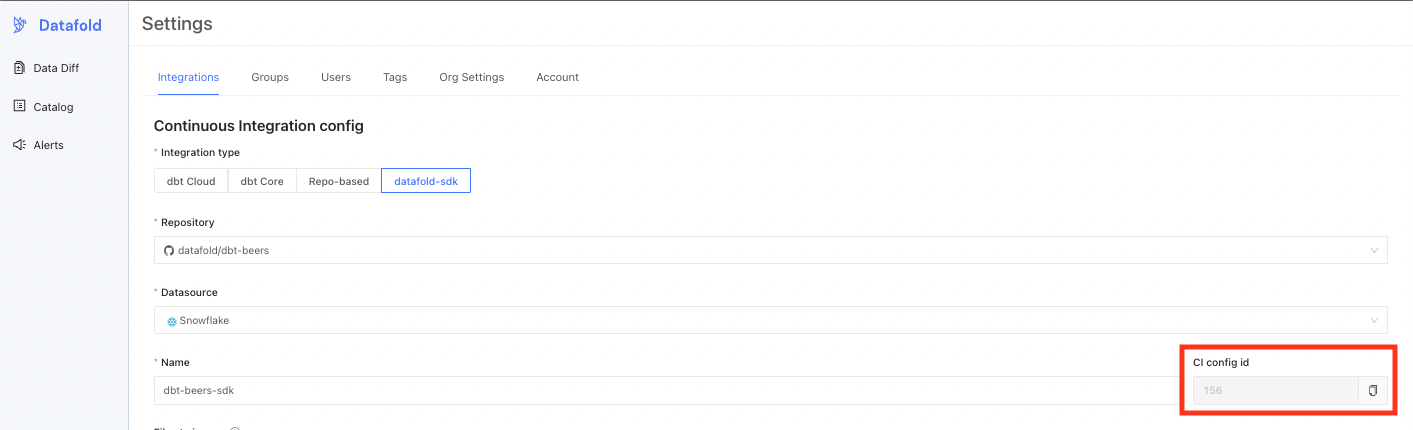 Datafold
Settings
Data Diff
Catalog
Alerts
Integrations Groups Users Tags Org Settings Account
Continuous Integration config
* Integration type
dbt Cloud dbt Core Repo-based datafold-sdk
* Repository
datafold/dbt-beers
* Datasource
Snowflake
* Name
dbt-beers-sdk
CI config id
156